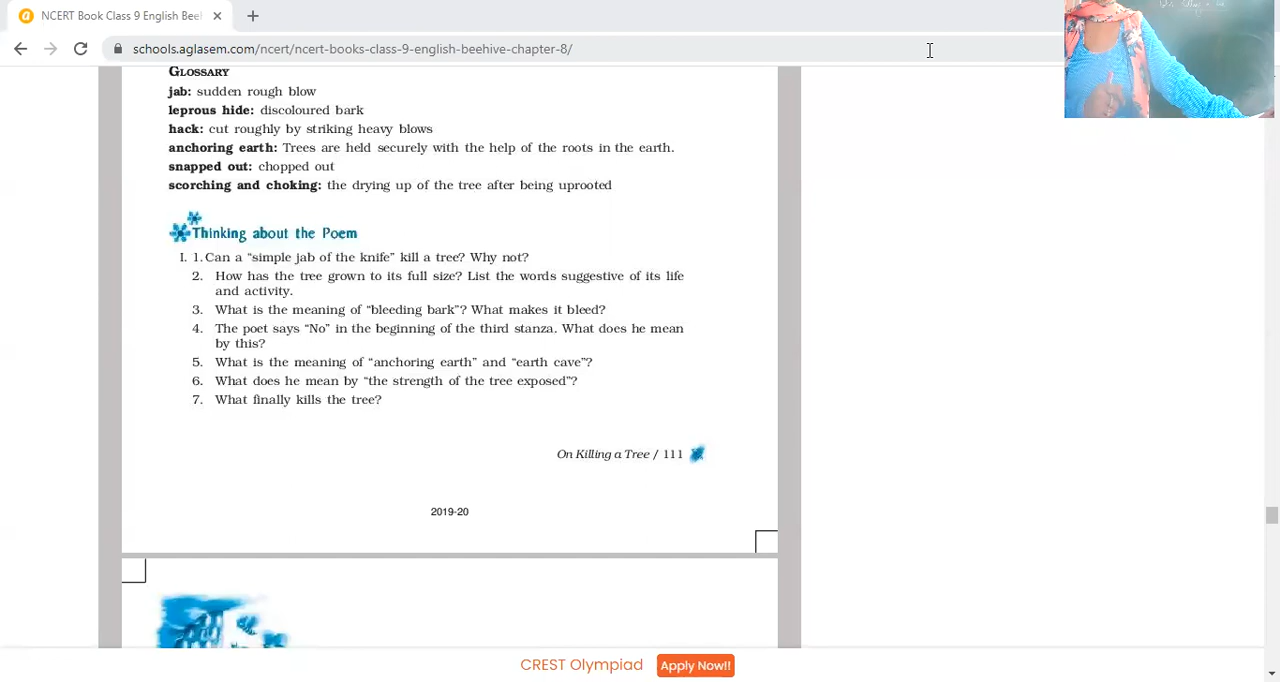 NCERT Book Class 9 English Bee
schools.aglasem.com/ncert/ncert-books-class-9-english-beehive-chapter-8/
GLOSSARY
jab: sudden rough blow
leprous hide: discoloured bark
hack: cut roughly by striking heavy blows
anchoring earth: Trees are held securely with the help of the roots in the earth.
snapped out: chopped out
scorching and choking: the drying up of the tree after being uprooted
Thinking about the Poem
I. 1. Can a “simple jab of the knife” kill a tree? Why not?
2. How has the tree grown to its full size? List the words suggestive of its life
and activity.
3. What is the meaning of “bleeding bark”? What makes it bleed?
4. The poet says “No” in the beginning of the third stanza. What does he mean
by this?
5. What is the meaning of “anchoring earth” and “earth cave”?
6. What does he mean by “the strength of the tree exposed”?
7. What finally kills the tree?
On Killing a Tree / 111
2019-20
CREST Olympiad Apply Now!!